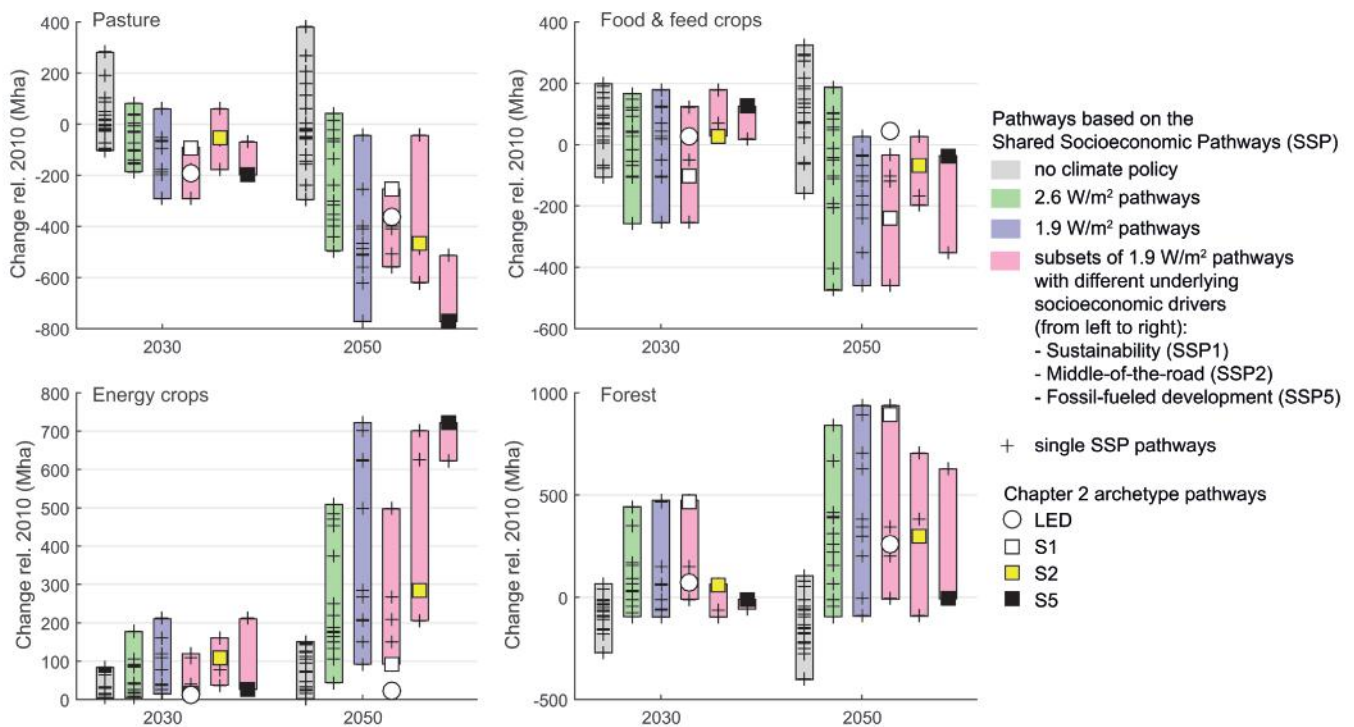 Pasture
Change rel. 2010 (Mha)
400
200
0
-200
-400
-600
-800
2030
2050
Food & feed crops
Change rel. 2010 (Mha)
400
200
0
-200
-400
-600
2030
2050
Energy crops
Change rel. 2010 (Mha)
800
700
600
500
400
300
200
100
0
2030
2050
Forest
Change rel. 2010 (Mha)
1000
500
0
-500
2030
2050
Pathways based on the
Shared Socioeconomic Pathways (SSP)
no climate policy
2.6 W/m² pathways
1.9 W/m² pathways
subsets of 1.9 W/m² pathways
with different underlying
socioeconomic drivers
(from left to right):
- Sustainability (SSP1)
- Middle-of-the-road (SSP2)
- Fossil-fueled development (SSP5)
single SSP pathways
Chapter 2 archetype pathways
LED
S1
S2
S5